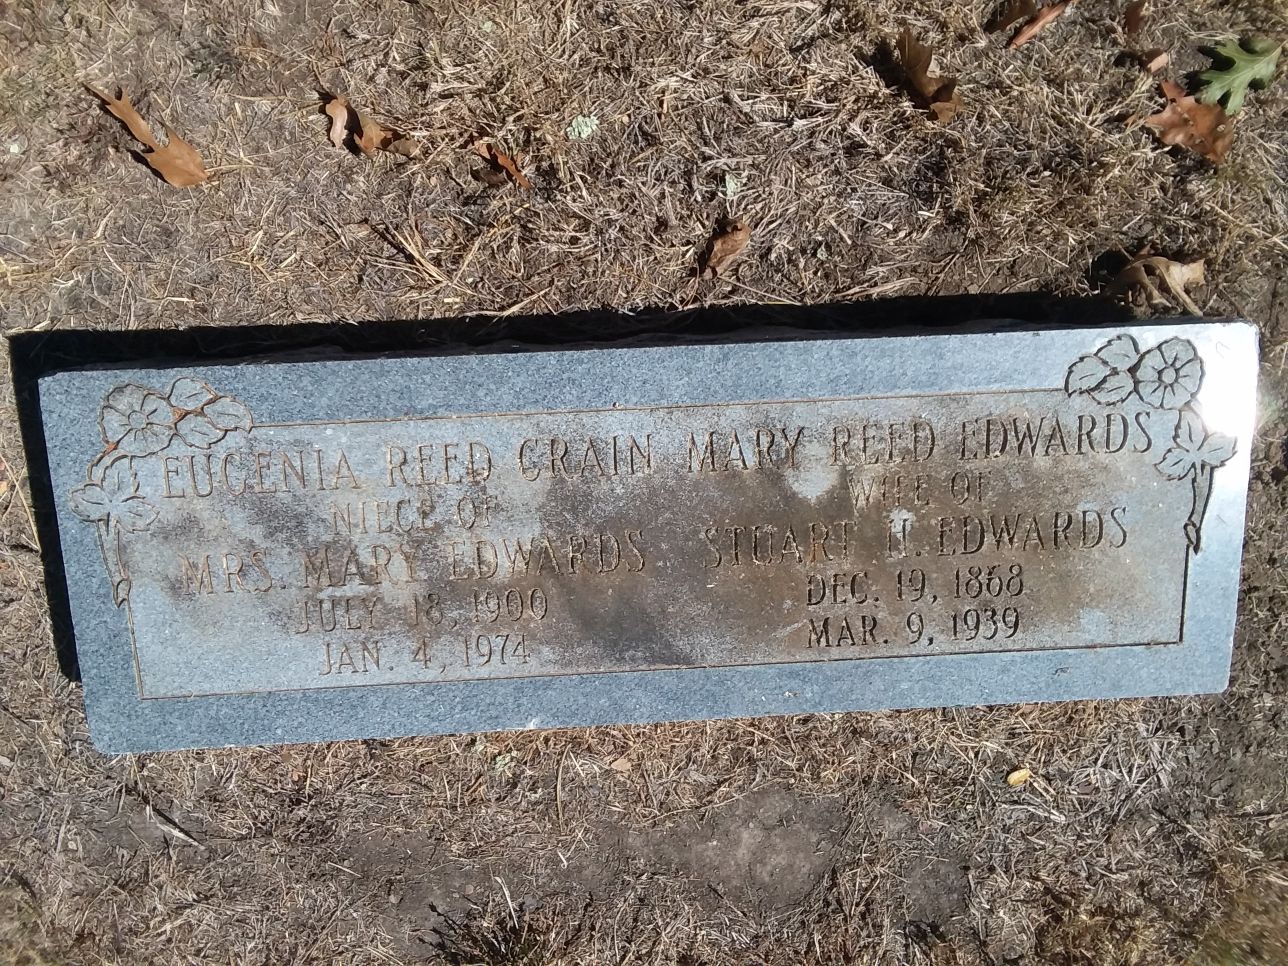 EUGENIA REED CRAIN
NIECE OF
MRS. MARY EDWARDS
JULY 18, 1900
JAN. 4, 1974
MARY REED EDWARDS
WIFE OF
STUART H. EDWARDS
DEC. 19, 1868
MAR. 9, 1939